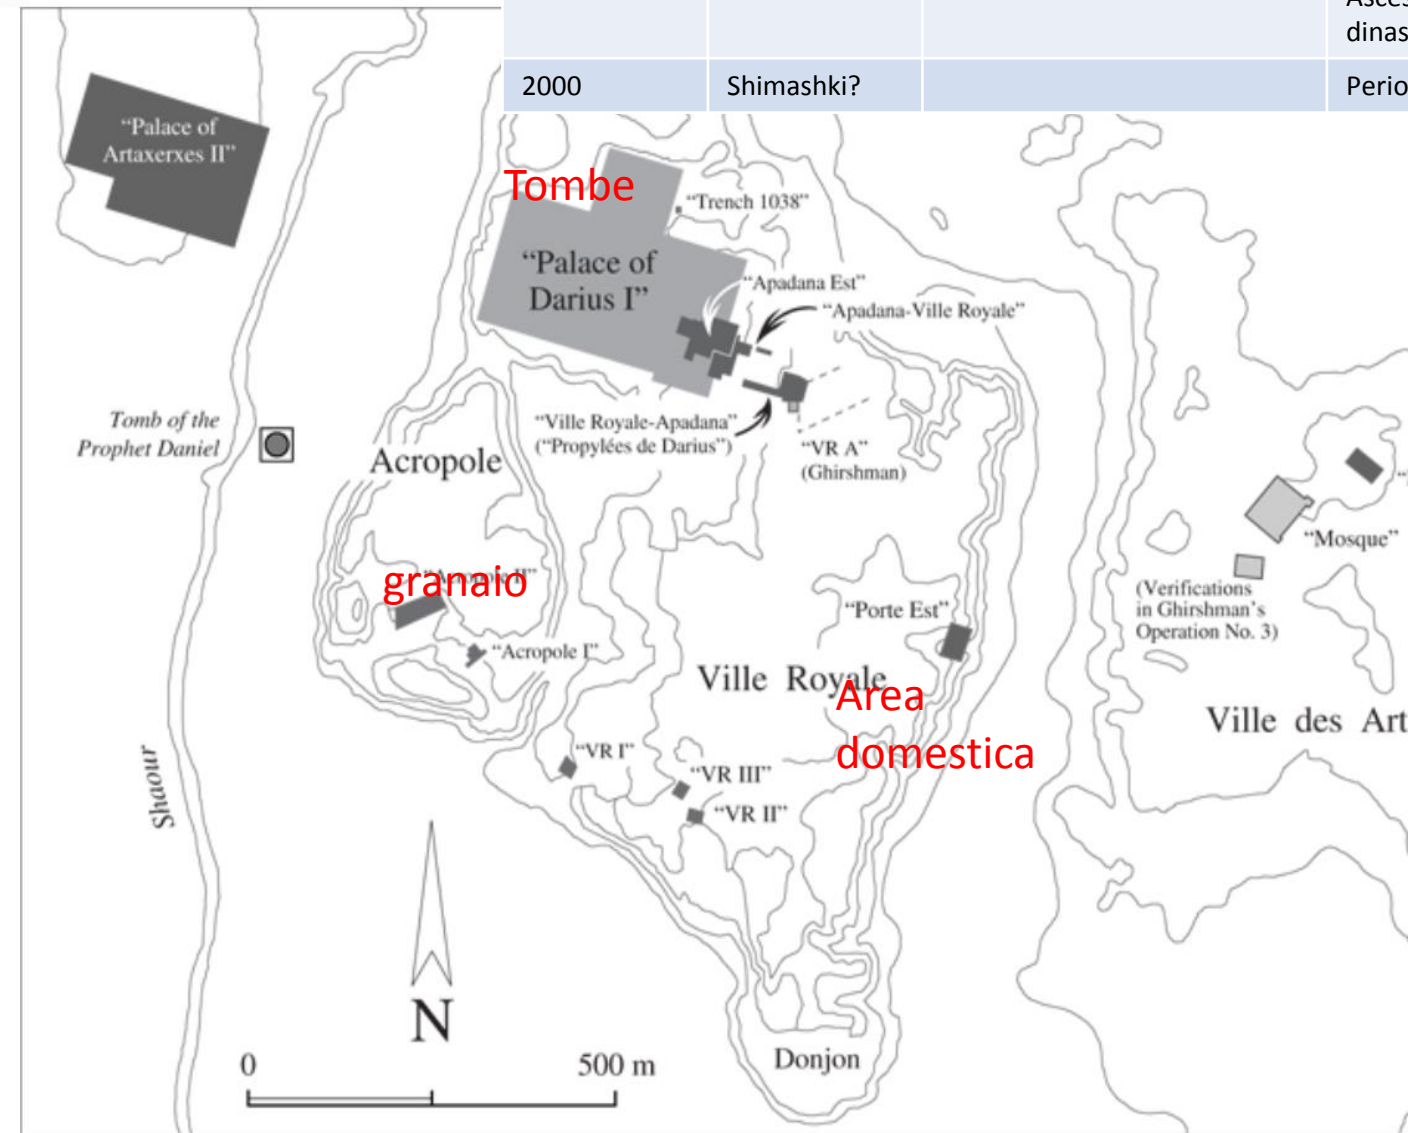 dinas
2000
Shimashki?
Perio
“Palace of
Artaxerxes II”
Tombe
“Trench 1038”
“Palace of
Darius I”
“Apadana Est”
“Apadana-Ville Royale”
Tomb of the
Prophet Daniel
“Ville Royale-Apadana”
(“Propylées de Darius”)
“VR A”
(Ghirshman)
Acropole
“Mosque”
granaio
“Acropole II”
(Verifications
in Ghirshman’s
Operation No. 3)
“Porte Est”
“Acropole I”
Ville Royale
Area
domestica
Ville des Art
“VR I”
“VR III”
“VR II”
Shaour
N
0
500 m
Donjon